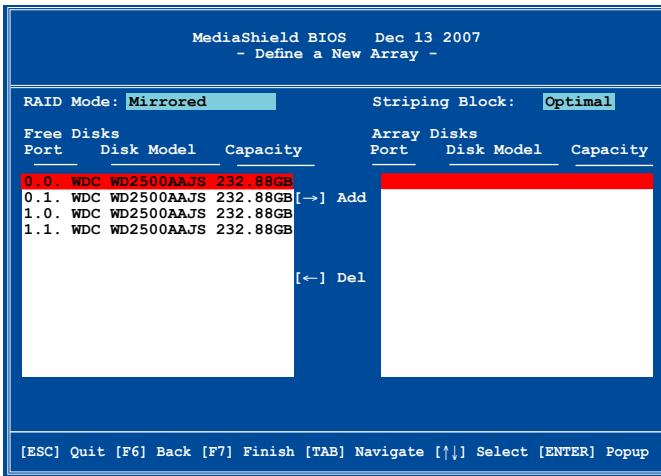 MediaShield BIOS Dec 13 2007
- Define a New Array -
RAID Mode: Mirrored Striping Block: Optimal
Free Disks Array Disks
Port Disk Model Capacity Port Disk Model Capacity
0.0. WDC WD2500AAJS 232.88GB
0.1. WDC WD2500AAJS 232.88GB [→] Add
1.0. WDC WD2500AAJS 232.88GB
1.1. WDC WD2500AAJS 232.88GB
[←] Del
[ESC] Quit [F6] Back [F7] Finish [TAB] Navigate [↑↓] Select [ENTER] Popup